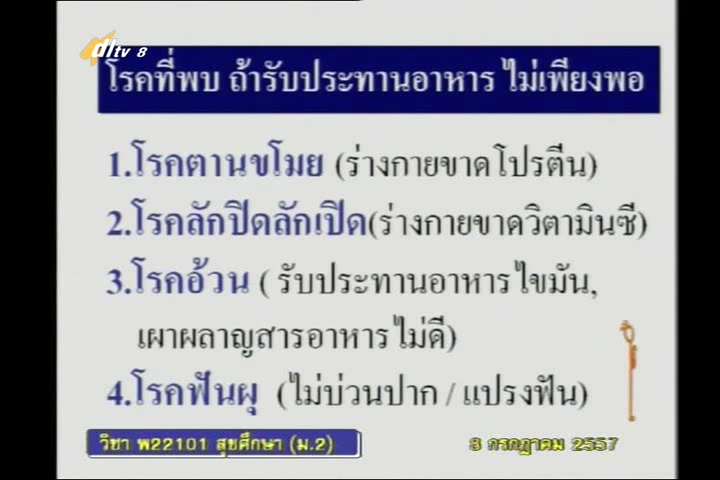 dltv 8
โรคที่พบ ถ้ารับประทานอาหาร ไม่เพียงพอ
1.โรคตานขโมย (ร่างกายขาดโปรตีน)
2.โรคลักปิดลักเปิด(ร่างกายขาดวิตามินซี)
3.โรคอ้วน ( รับประทานอาหารไขมัน,
เผาผลาญสารอาหารไม่ดี)
4.โรคฟันผุ (ไม่บ่วนปาก / แปรงฟัน)
วิชา พ22101 สุขศึกษา (ม.2)
3 กรกฎาคม 2557